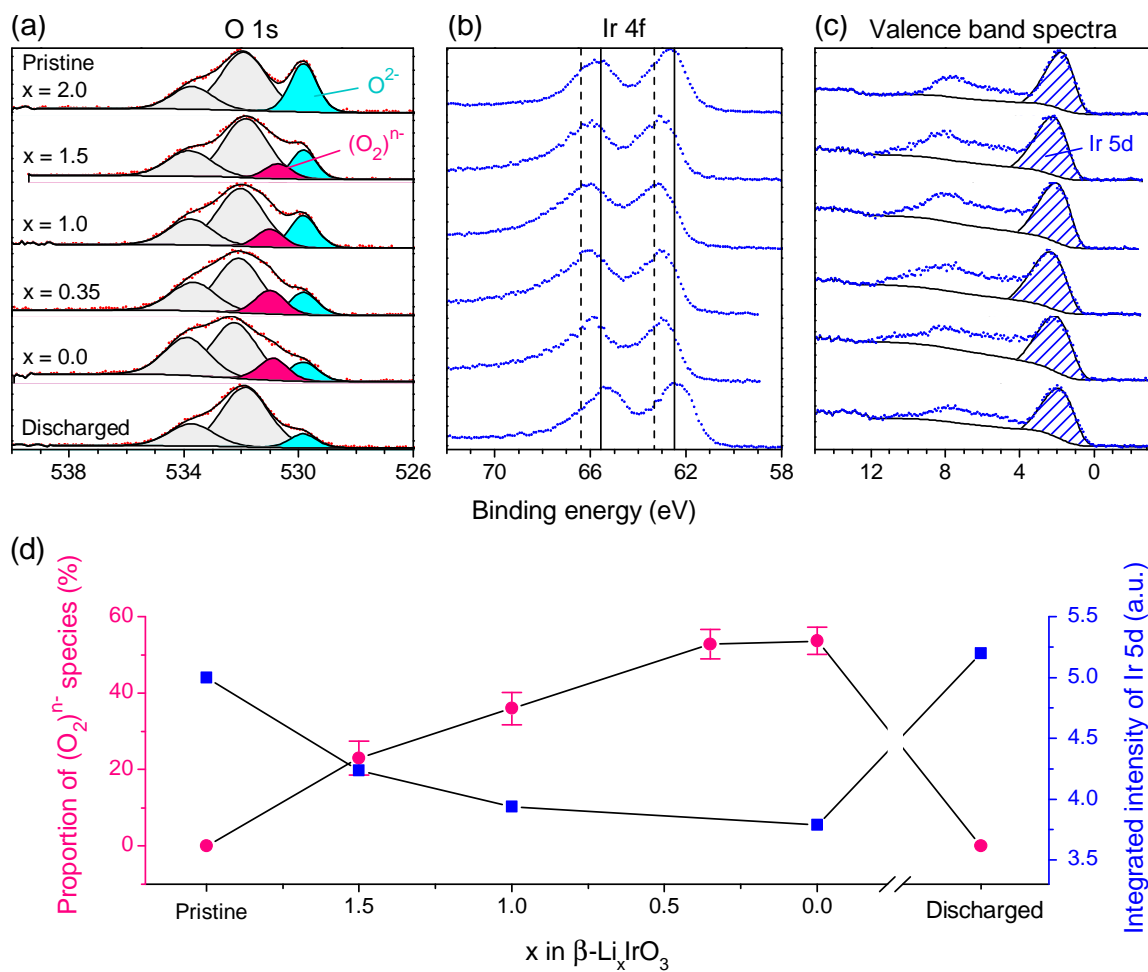 (a) O 1s
(b) Ir 4f
(c) Valence band spectra
Pristine
x = 2.0
O²⁻
x = 1.5
(O₂)ⁿ⁻
Ir 5d
x = 1.0
x = 0.35
x = 0.0
Discharged
538 534 530 526
70 66 62 58
12 8 4 0
Binding energy (eV)
(d)
Proportion of (O₂)ⁿ⁻ species (%)
60
40
20
0
Integrated intensity of Ir 5d (a.u.)
5.5
5.0
4.5
4.0
3.5
Pristine 1.5 1.0 0.5 0.0 Discharged
x in β-LiₓIrO₃